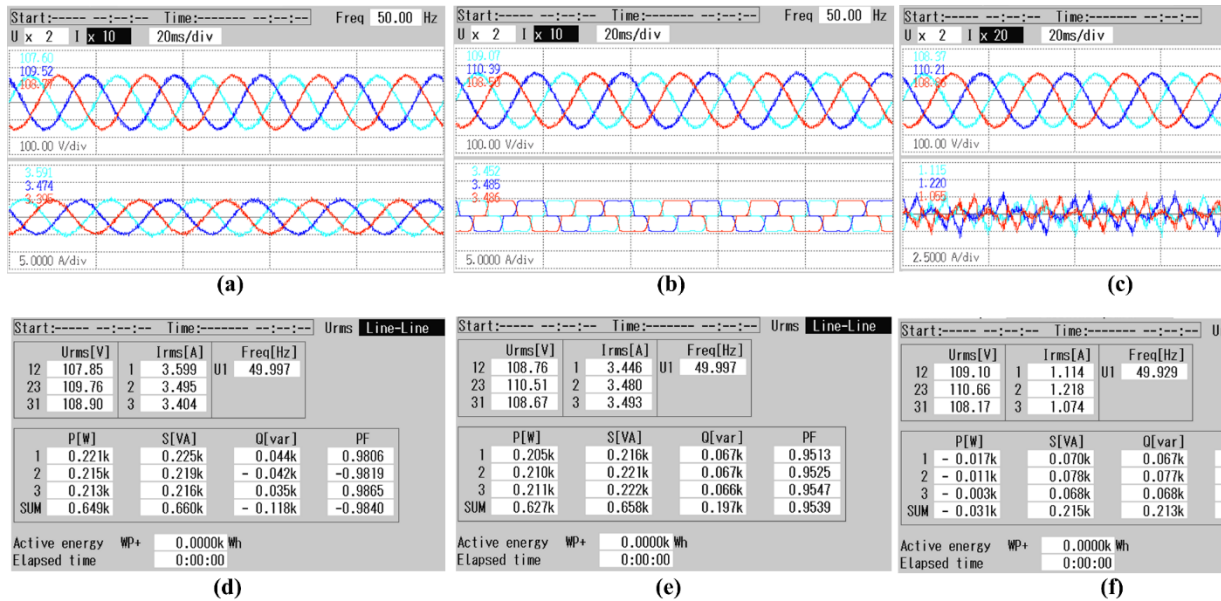 Start:----- --:--:-- Time:------- --:--:-- Freq 50.00 Hz
U x 2 I x 10 20ms/div
107.60
109.52
108.77
100.00 V/div
3.591
3.474
3.395
5.0000 A/div
(a)
Start:----- --:--:-- Time:------- --:--:-- Freq 50.00 Hz
U x 2 I x 10 20ms/div
109.07
110.39
108.53
100.00 V/div
3.452
3.485
3.486
5.0000 A/div
(b)
Start:----- --:--:-- Time:------- --:--:--
U x 2 I x 20 20ms/div
108.37
110.21
100.00 V/div
1.115
1.220
1.065
2.5000 A/div
(c)
Start:----- --:--:-- Time:------- --:--:-- Urms Line-Line
Urms[V] Irms[A] Freq[Hz]
12 107.85 1 3.599 U1 49.997
23 109.76 2 3.495
31 108.90 3 3.404
P[W] S[VA] Q[var] PF
1 0.221k 0.225k 0.044k 0.9806
2 0.215k 0.219k - 0.042k -0.9819
3 0.213k 0.216k 0.035k 0.9865
SUM 0.649k 0.660k - 0.118k -0.9840
Active energy WP+ 0.0000k Wh
Elapsed time 0:00:00
(d)
Start:----- --:--:-- Time:------- --:--:-- Urms Line-Line
Urms[V] Irms[A] Freq[Hz]
12 108.76 1 3.446 U1 49.997
23 110.51 2 3.480
31 108.67 3 3.493
P[W] S[VA] Q[var] PF
1 0.205k 0.216k 0.067k 0.9513
2 0.210k 0.221k 0.067k 0.9525
3 0.211k 0.222k 0.066k 0.9547
SUM 0.627k 0.658k 0.197k 0.9539
Active energy WP+ 0.0000k Wh
Elapsed time 0:00:00
(e)
Start:----- --:--:-- Time:------- --:--:-- U
Urms[V] Irms[A] Freq[Hz]
12 109.10 1 1.114 U1 49.929
23 110.66 2 1.218
31 108.17 3 1.074
P[W] S[VA] Q[var]
1 - 0.017k 0.070k 0.067k
2 - 0.011k 0.078k 0.077k
3 - 0.003k 0.068k 0.068k
SUM - 0.031k 0.215k 0.213k
Active energy WP+ 0.0000k Wh
Elapsed time 0:00:00
(f)